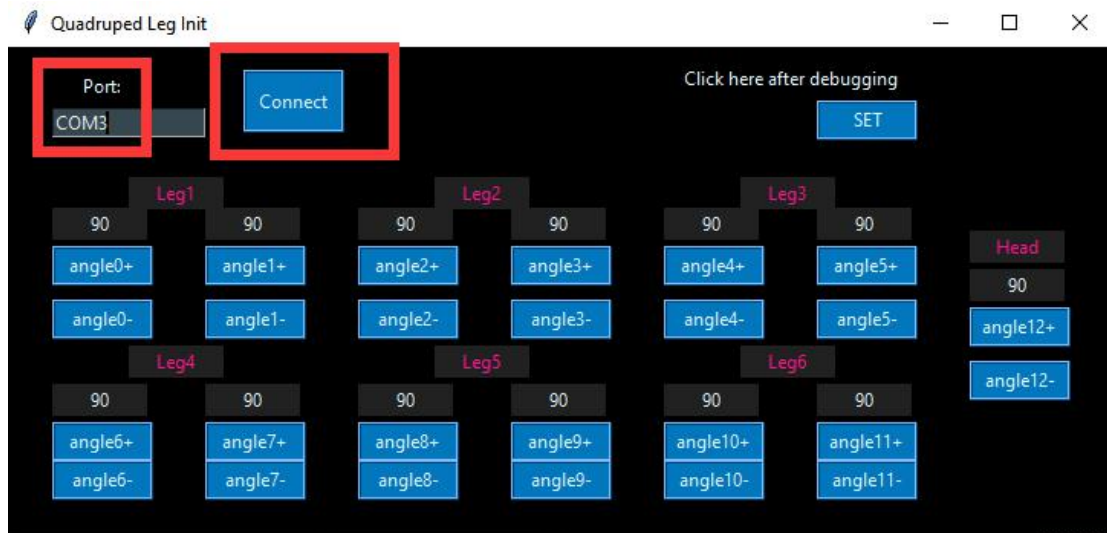 Quadruped Leg Init
Port:
COM3
Connect
Click here after debugging
SET
Leg1 Leg2 Leg3
90 90 90 90 90 90
Head
angle0+ angle1+ angle2+ angle3+ angle4+ angle5+
90
angle0- angle1- angle2- angle3- angle4- angle5-
angle12+
Leg4 Leg5 Leg6
angle12-
90 90 90 90 90 90
angle6+ angle7+ angle8+ angle9+ angle10+ angle11+
angle6- angle7- angle8- angle9- angle10- angle11-